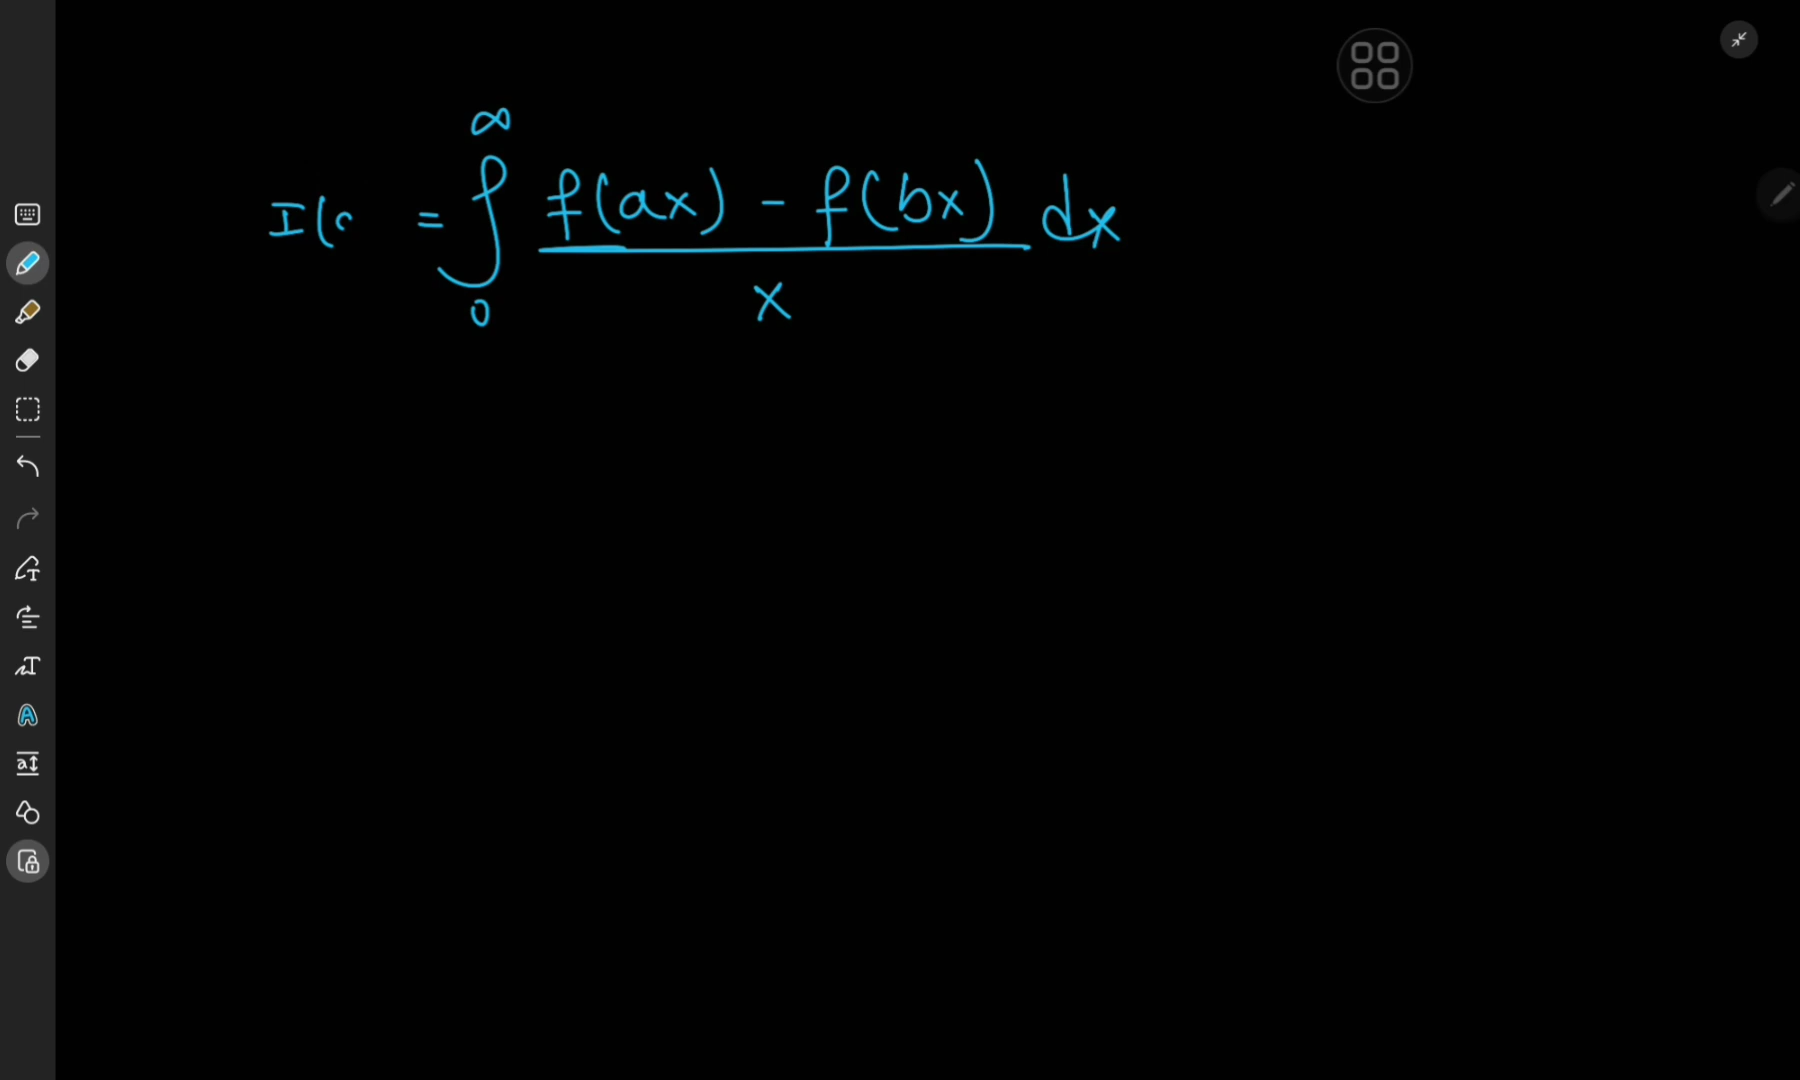 I(c = ∫₀^∞ (f(ax) - f(bx))/x dx